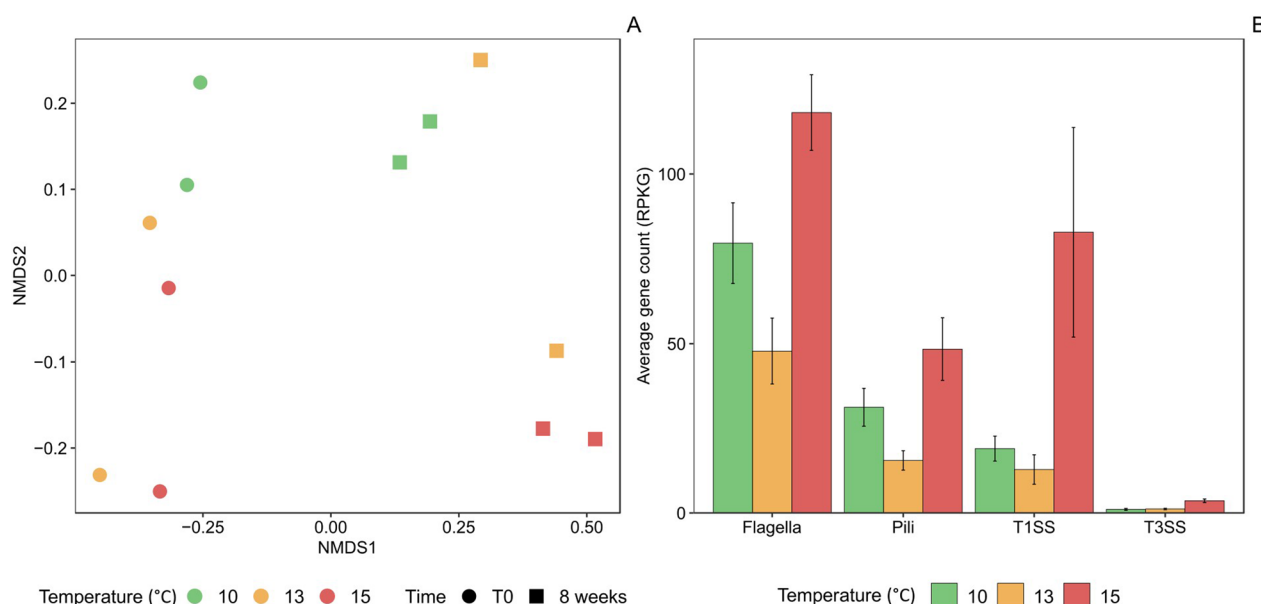 A
0.2
0.1
0.0
−0.1
−0.2
NMDS2
−0.25
0.00
0.25
0.50
NMDS1
Temperature (°C) 10 13 15 Time T0 8 weeks
B
100
50
0
Average gene count (RPKG)
Flagella
Pili
T1SS
T3SS
Temperature (°C) 10 13 15